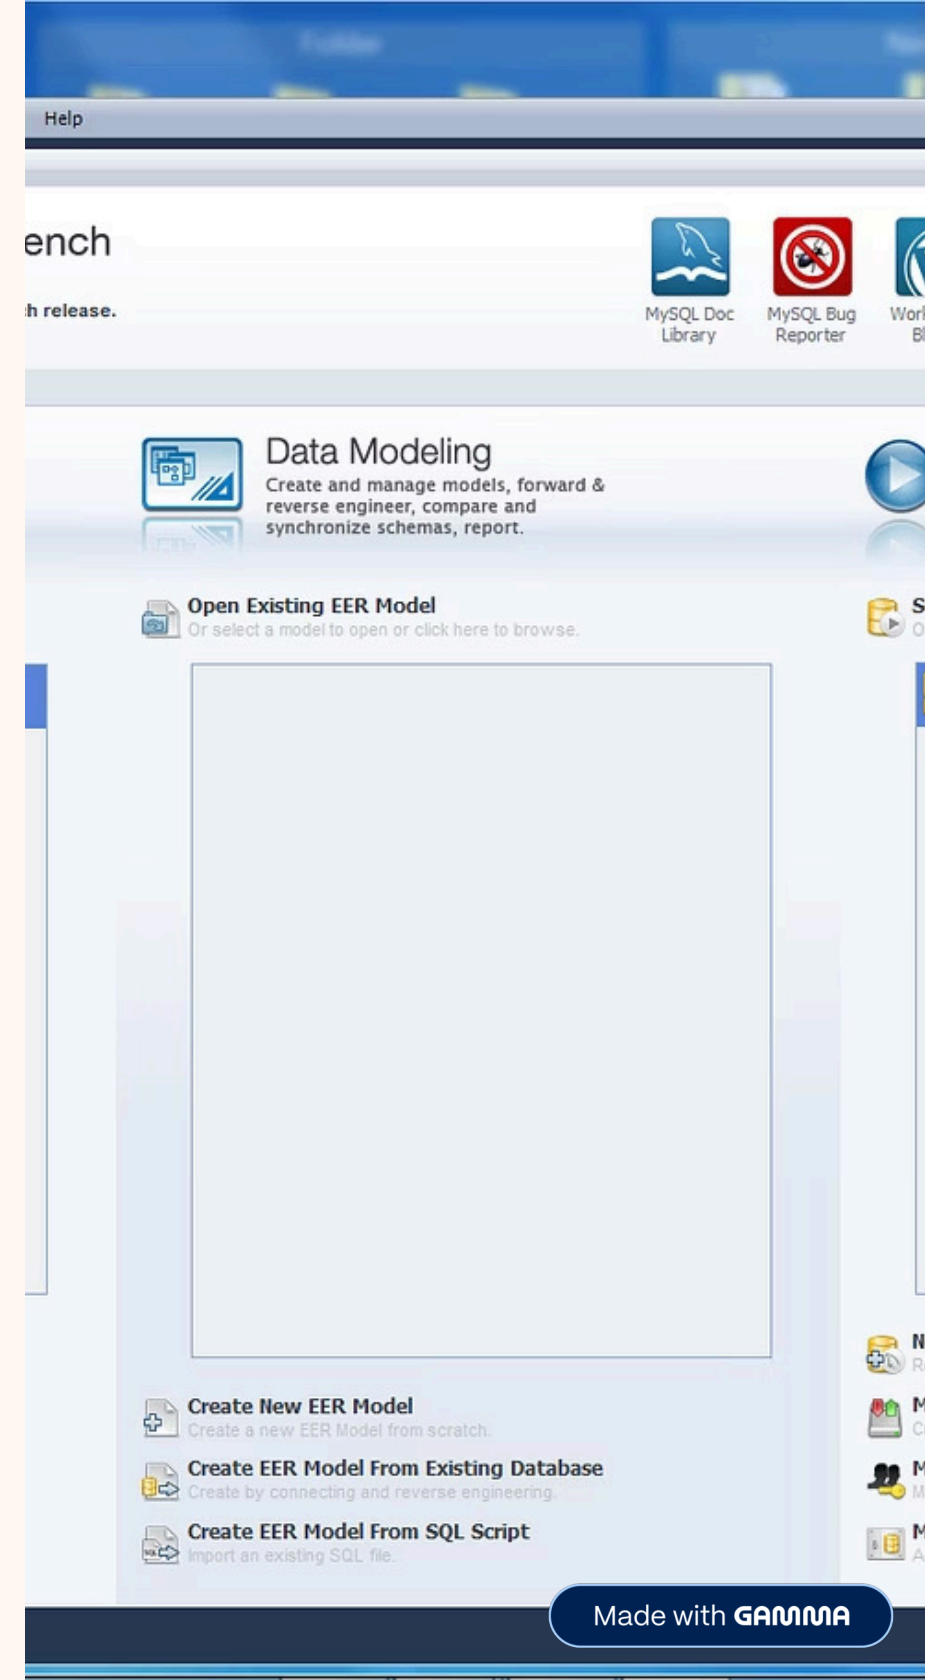 Folder
Help
ench
h release.
MySQL Doc
Library
MySQL Bug
Reporter
Data Modeling
Create and manage models, forward &
reverse engineer, compare and
synchronize schemas, report.
Open Existing EER Model
Or select a model to open or click here to browse.
Create New EER Model
Create a new EER Model from scratch.
Create EER Model From Existing Database
Create by connecting and reverse engineering.
Create EER Model From SQL Script
Import an existing SQL file.
Made with GAMMA